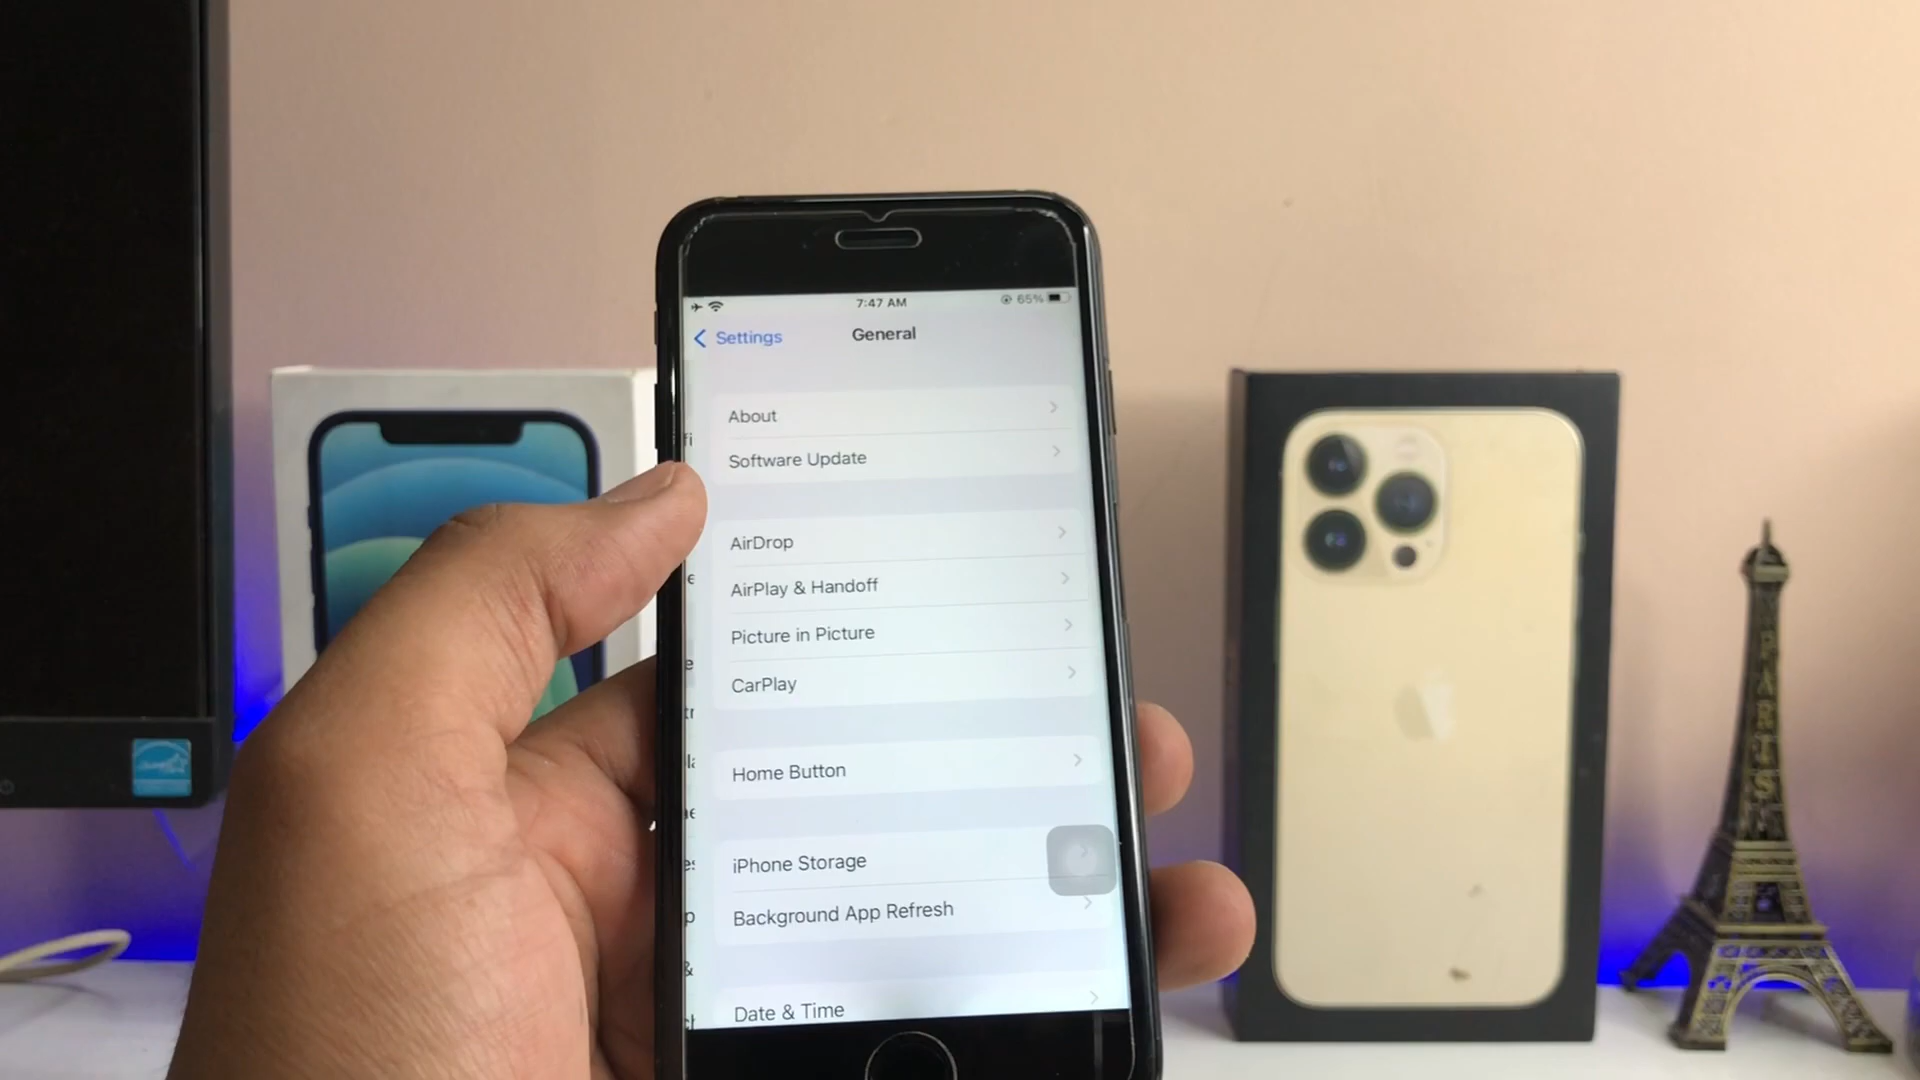 7:47 AM
65%
Settings
General
About
Software Update
AirDrop
AirPlay & Handoff
Picture in Picture
CarPlay
Home Button
iPhone Storage
Background App Refresh
Date & Time
PARIS